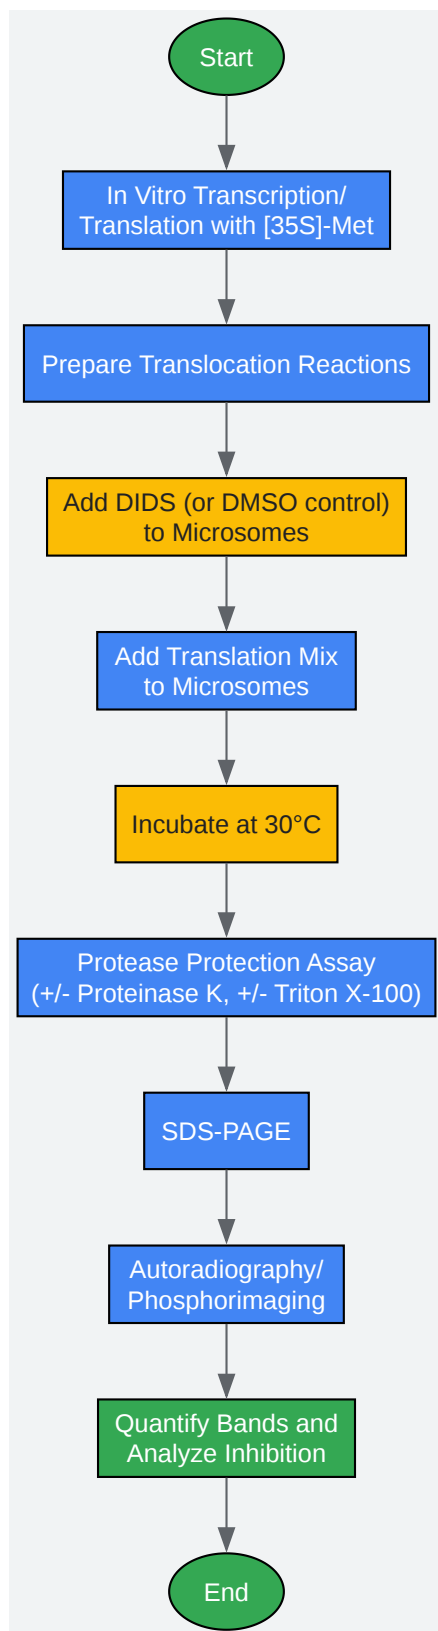 Start
In Vitro Transcription/
Translation with [35S]-Met
Prepare Translocation Reactions
Add DIDS (or DMSO control)
to Microsomes
Add Translation Mix
to Microsomes
Incubate at 30°C
Protease Protection Assay
(+/- Proteinase K, +/- Triton X-100)
SDS-PAGE
Autoradiography/
Phosphorimaging
Quantify Bands and
Analyze Inhibition
End